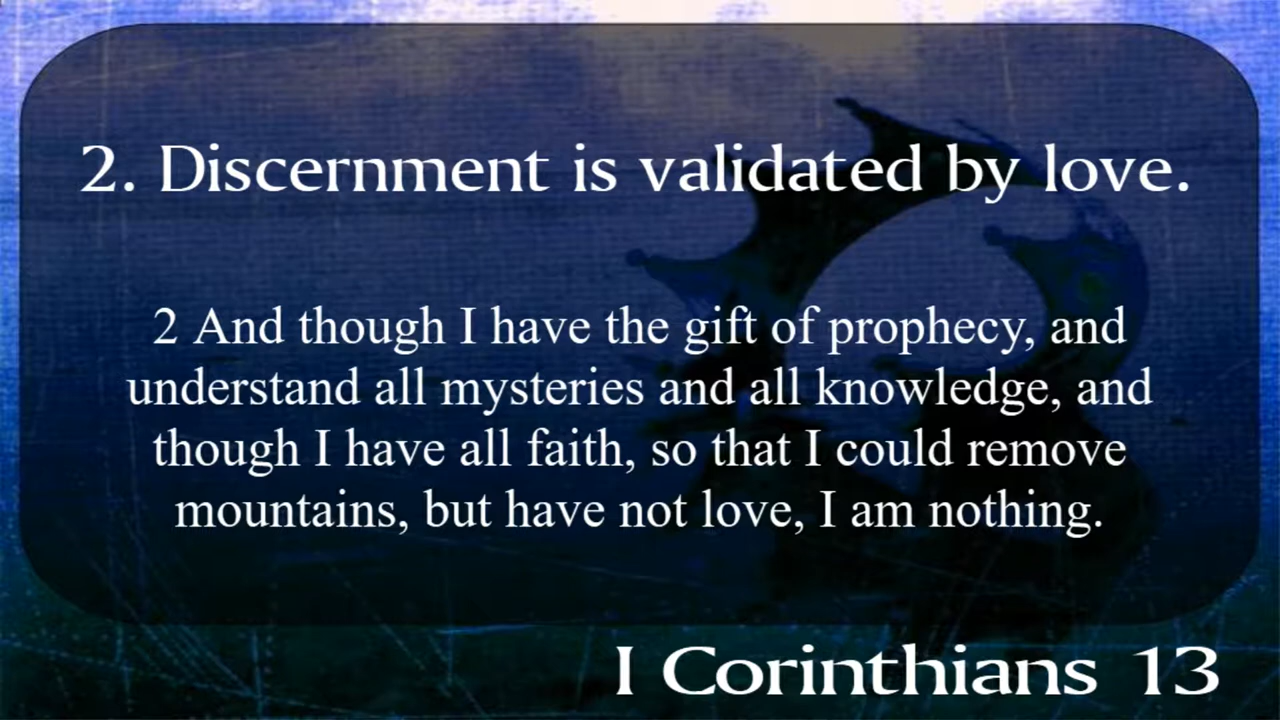 2. Discernment is validated by love.
2 And though I have the gift of prophecy, and
understand all mysteries and all knowledge, and
though I have all faith, so that I could remove
mountains, but have not love, I am nothing.
I Corinthians 13